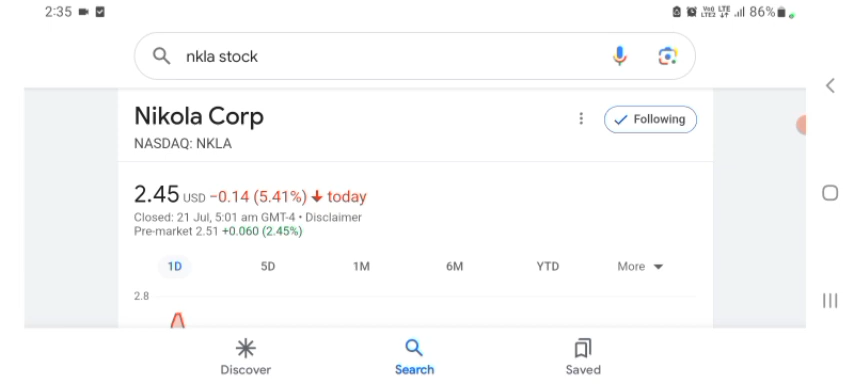 2:35 86%
nkla stock
Nikola Corp
Following
NASDAQ: NKLA
2.45 USD −0.14 (5.41%) today
Closed: 21 Jul, 5:01 am GMT-4 • Disclaimer
Pre-market 2.51 +0.060 (2.45%)
1D 5D 1M 6M YTD More
2.8
Discover Search Saved